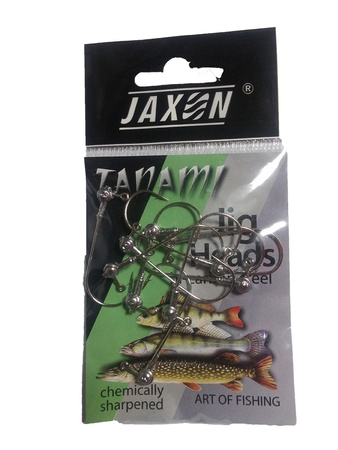 JAXON ®
TANAMI
Jig
Heads
carbon steel
chemically
sharpened
ART OF FISHING